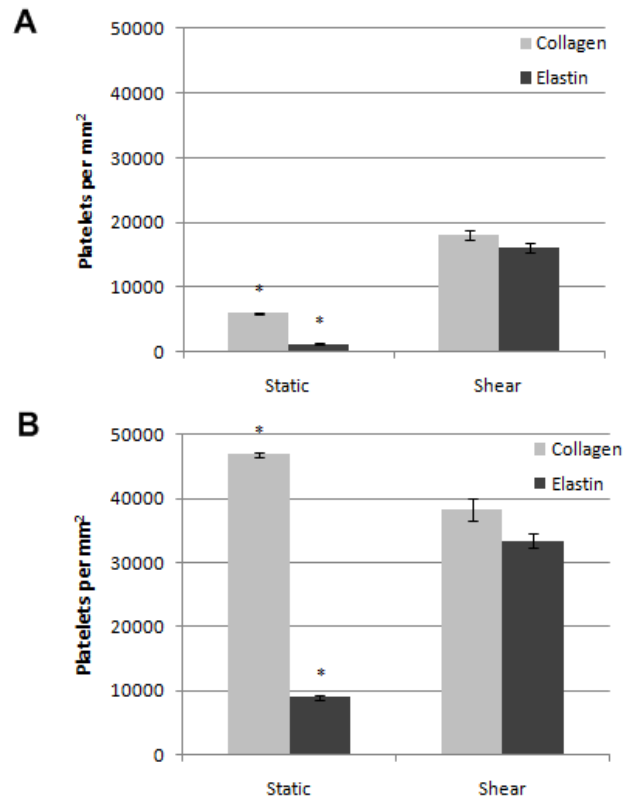 A
50000
40000
30000
20000
10000
0
Platelets per mm²
Collagen
Elastin
*
*
Static
Shear
B
50000
40000
30000
20000
10000
0
Platelets per mm²
Collagen
Elastin
*
*
Static
Shear